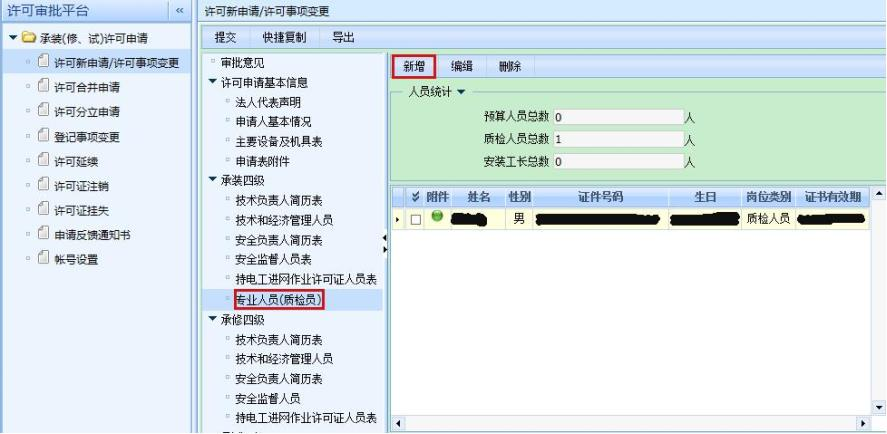 许可审批平台 «
承装(修、试)许可申请
许可新申请/许可事项变更
许可合并申请
许可分立申请
登记事项变更
许可延续
许可证注销
许可证挂失
申请反馈通知书
帐号设置
许可新申请/许可事项变更
提交 快捷复制 导出
审批意见
许可申请基本信息
法人代表声明
申请人基本情况
主要设备及机具表
申请表附件
承装四级
技术负责人简历表
技术和经济管理人员
安全负责人简历表
安全监督人员表
持电工进网作业许可证人员表
专业人员(质检员)
承修四级
技术负责人简历表
技术和经济管理人员
安全负责人简历表
安全监督人员
持电工进网作业许可证人员表
新增 编辑 删除
人员统计
预算人员总数 0 人
质检人员总数 1 人
安装工长总数 0 人
附件 姓名 性别 证件号码 生日 岗位类别 证书有效期
男 质检人员